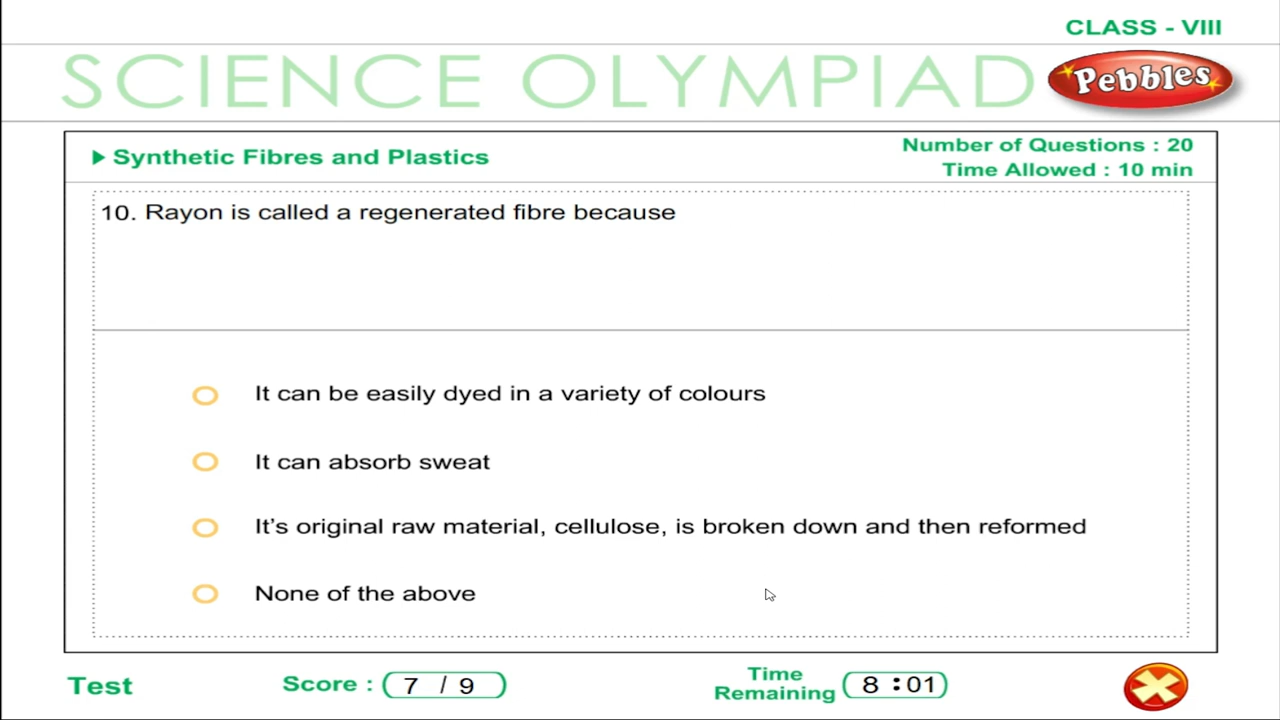 CLASS - VIII
SCIENCE OLYMPIAD
Pebbles
Synthetic Fibres and Plastics
Number of Questions : 20
Time Allowed : 10 min
10. Rayon is called a regenerated fibre because
It can be easily dyed in a variety of colours
It can absorb sweat
It’s original raw material, cellulose, is broken down and then reformed
None of the above
Test
Score : 7 / 9
Time Remaining 8 : 01